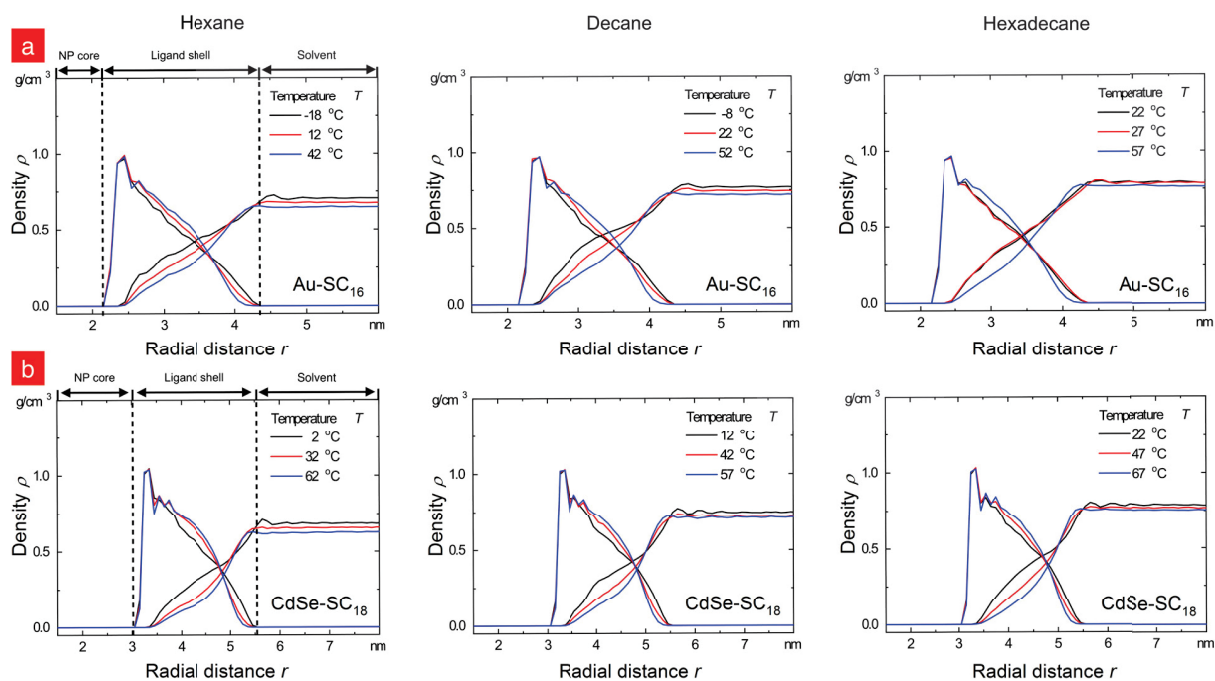 Hexane
Decane
Hexadecane
a
NP core
Ligand shell
Solvent
g/cm 3
Temperature T
-18 °C
12 °C
42 °C
1.0
0.5
0.0
Density ρ
Au-SC16
2 3 4 5 nm
Radial distance r
g/cm 3
Temperature T
-8 °C
22 °C
52 °C
1.0
0.5
0.0
Density ρ
Au-SC16
2 3 4 5 nm
Radial distance r
g/cm 3
Temperature T
22 °C
27 °C
57 °C
1.0
0.5
0.0
Density ρ
Au-SC16
2 3 4 5 nm
Radial distance r
b
NP core
Ligand shell
Solvent
g/cm 3
Temperature T
2 °C
32 °C
62 °C
1.0
0.5
0.0
Density ρ
CdSe-SC18
2 3 4 5 6 7 nm
Radial distance r
g/cm 3
Temperature T
12 °C
42 °C
57 °C
1.0
0.5
0.0
Density ρ
CdSe-SC18
2 3 4 5 6 7 nm
Radial distance r
g/cm 3
Temperature T
22 °C
47 °C
67 °C
1.0
0.5
0.0
Density ρ
CdSe-SC18
2 3 4 5 6 7 nm
Radial distance r